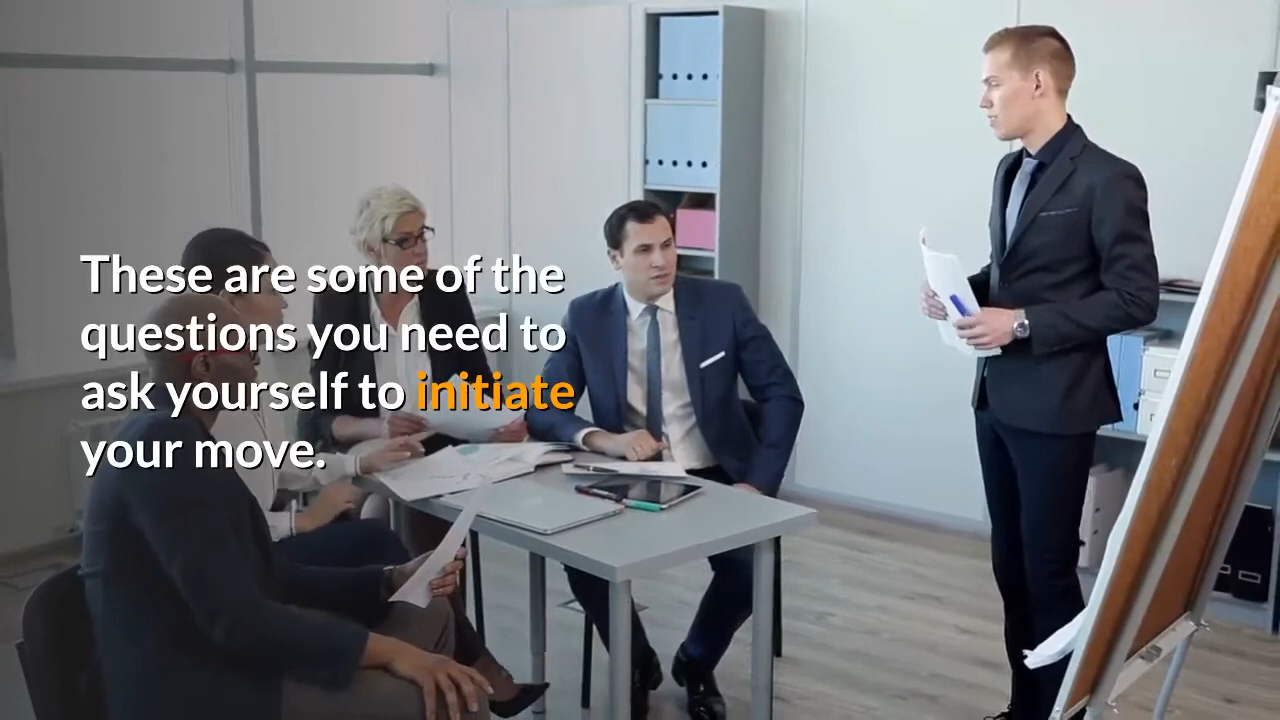 These are some of the
questions you need to
ask yourself to initiate
your move.